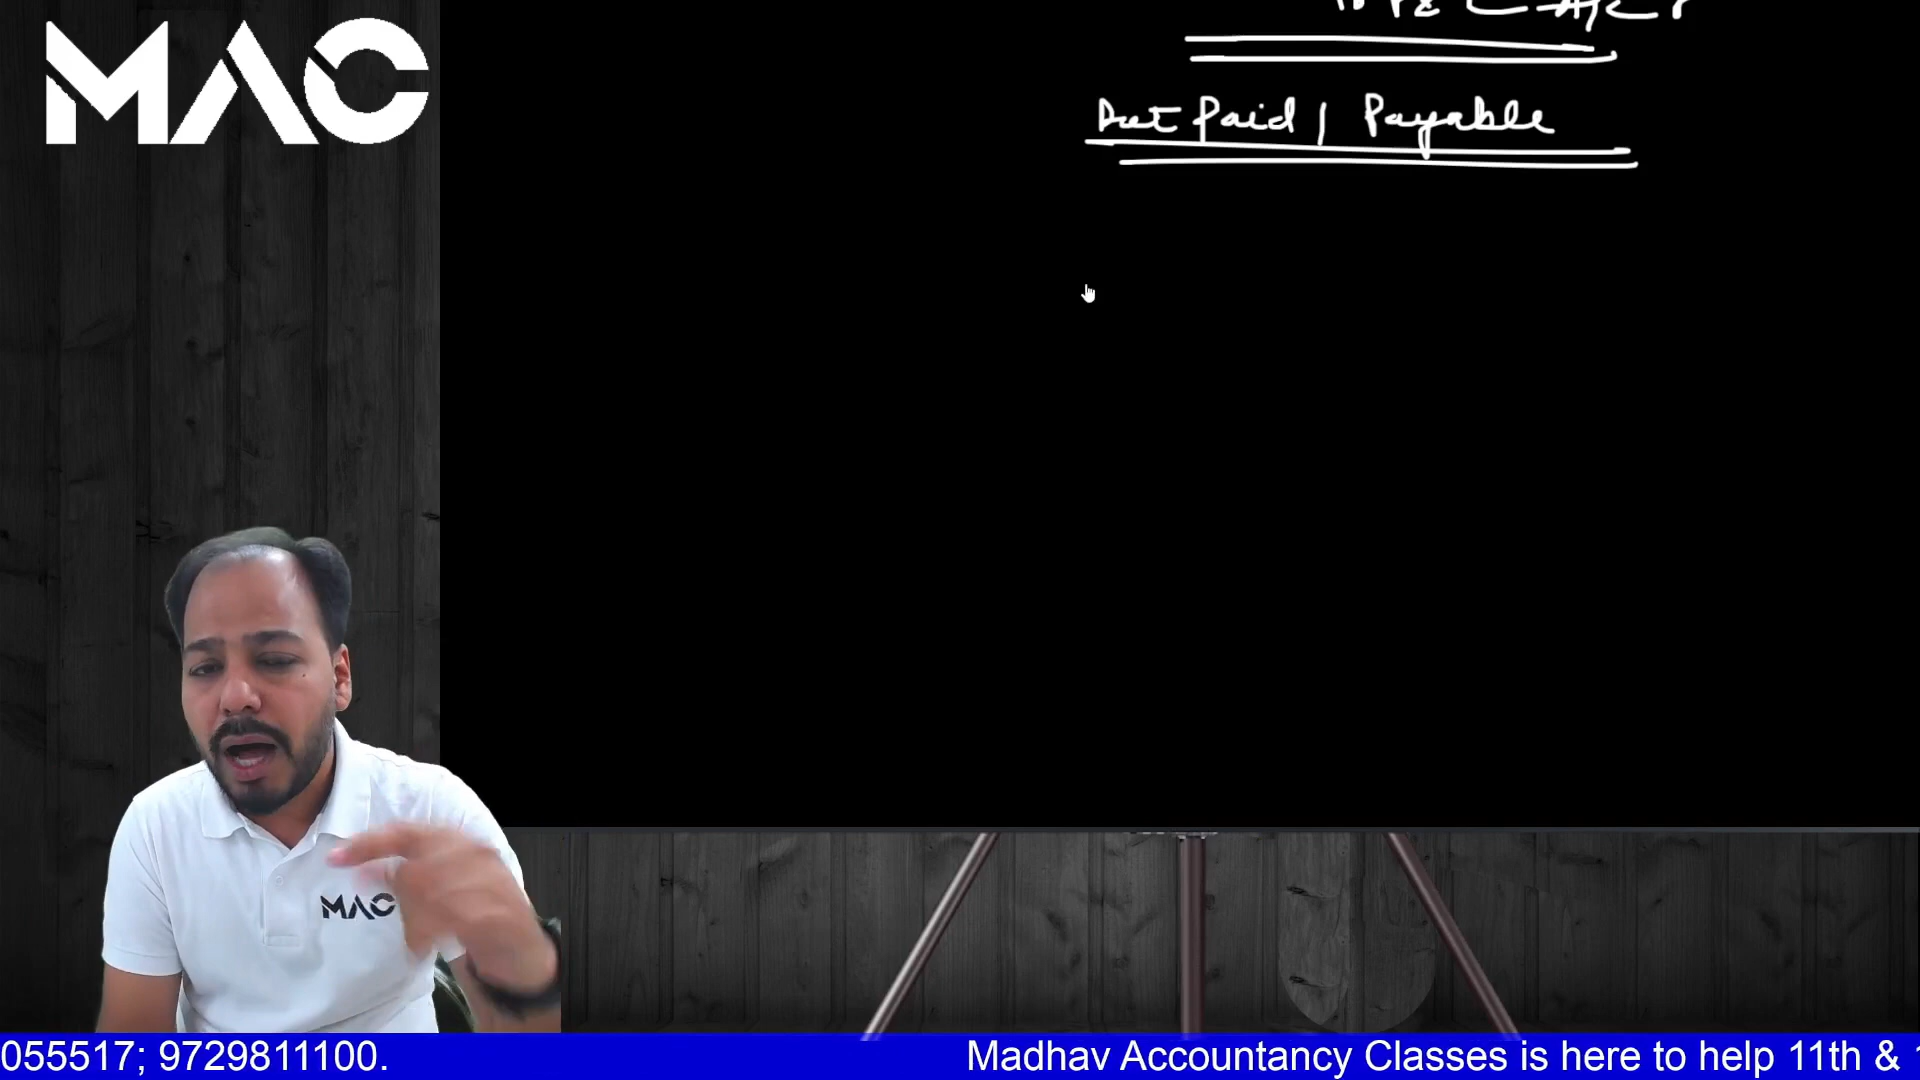 MAC
Int Paid | Payable
MAC
055517; 9729811100.
Madhav Accountancy Classes is here to help 11th &